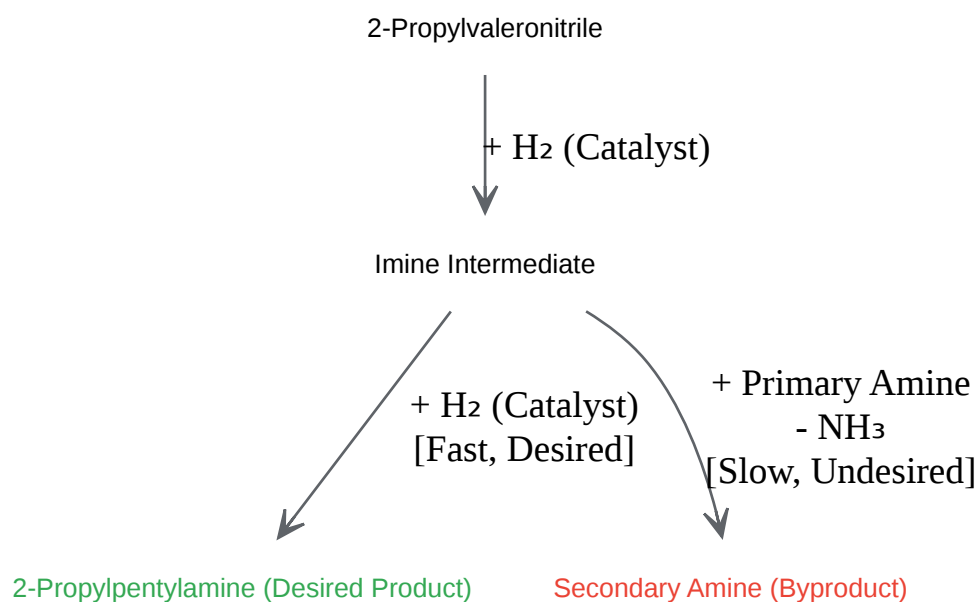 2-Propylvaleronitrile
+ H₂ (Catalyst)
Imine Intermediate
+ H₂ (Catalyst)
[Fast, Desired]
+ Primary Amine
- NH₃
[Slow, Undesired]
2-Propylpentylamine (Desired Product)
Secondary Amine (Byproduct)